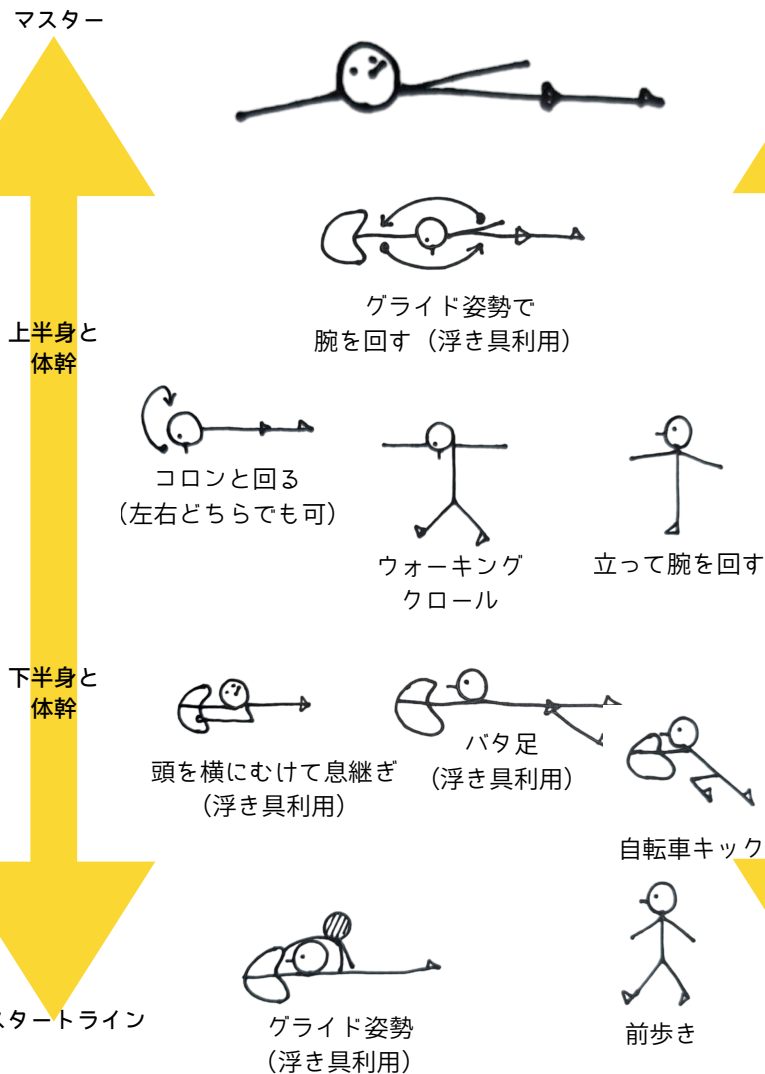 マスター
グライド姿勢で
腕を回す（浮き具利用）
上半身と
体幹
コロンと回る
（左右どちらでも可）
ウォーキング
クロール
立って腕を回す
下半身と
体幹
頭を横にむけて息継ぎ
（浮き具利用）
バタ足
（浮き具利用）
自転車キック
スタートライン
グライド姿勢
（浮き具利用）
前歩き